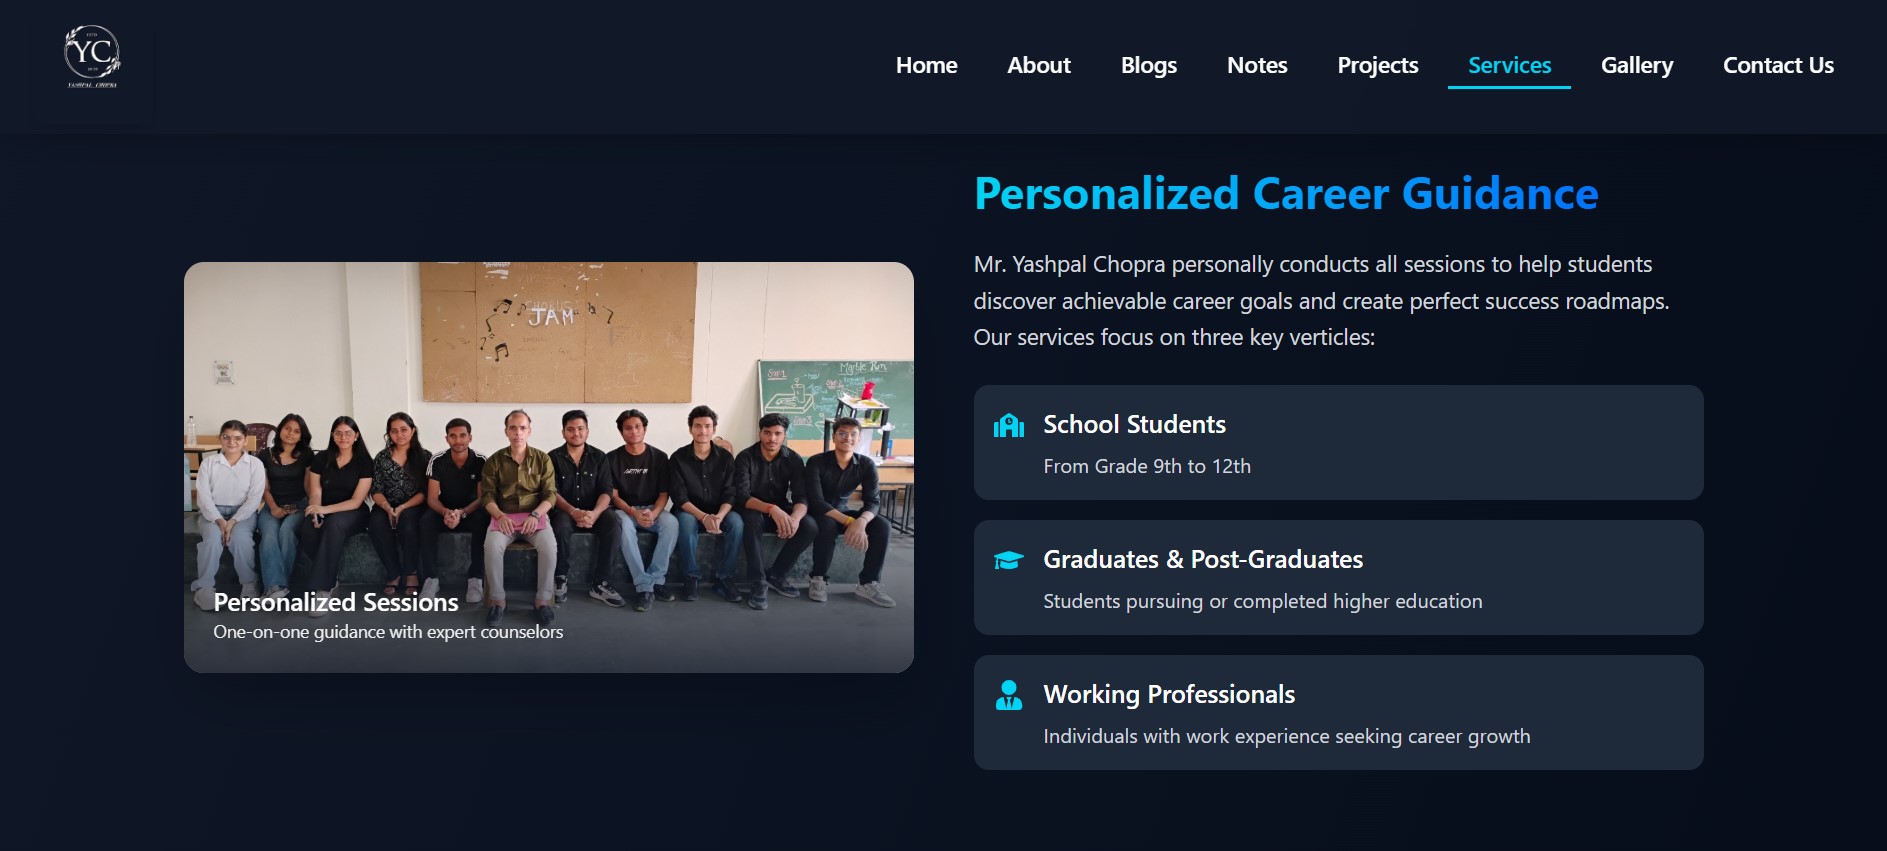 YC
YASHPAL CHOPRA
Home
About
Blogs
Notes
Projects
Services
Gallery
Contact Us
Personalized Career Guidance
Mr. Yashpal Chopra personally conducts all sessions to help students
discover achievable career goals and create perfect success roadmaps.
Our services focus on three key verticles:
CHORUS
JAM
Marble Run
Personalized Sessions
One-on-one guidance with expert counselors
School Students
From Grade 9th to 12th
Graduates & Post-Graduates
Students pursuing or completed higher education
Working Professionals
Individuals with work experience seeking career growth